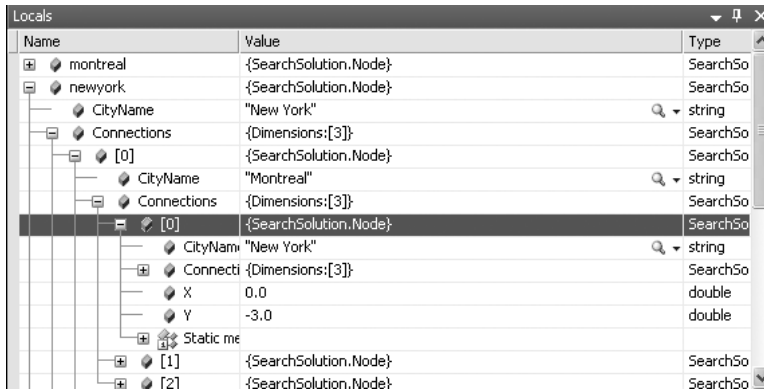 Locals
Name Value Type
montreal {SearchSolution.Node} SearchSo
newyork {SearchSolution.Node} SearchSo
CityName "New York" string
Connections {Dimensions:[3]} SearchSo
[0] {SearchSolution.Node} SearchSo
CityName "Montreal" string
Connections {Dimensions:[3]} SearchSo
[0] {SearchSolution.Node} SearchSo
CityName "New York" string
Connecti {Dimensions:[3]} SearchSo
X 0.0 double
Y -3.0 double
Static me
[1] {SearchSolution.Node} SearchSo
[2] {SearchSolution.Node} SearchSo